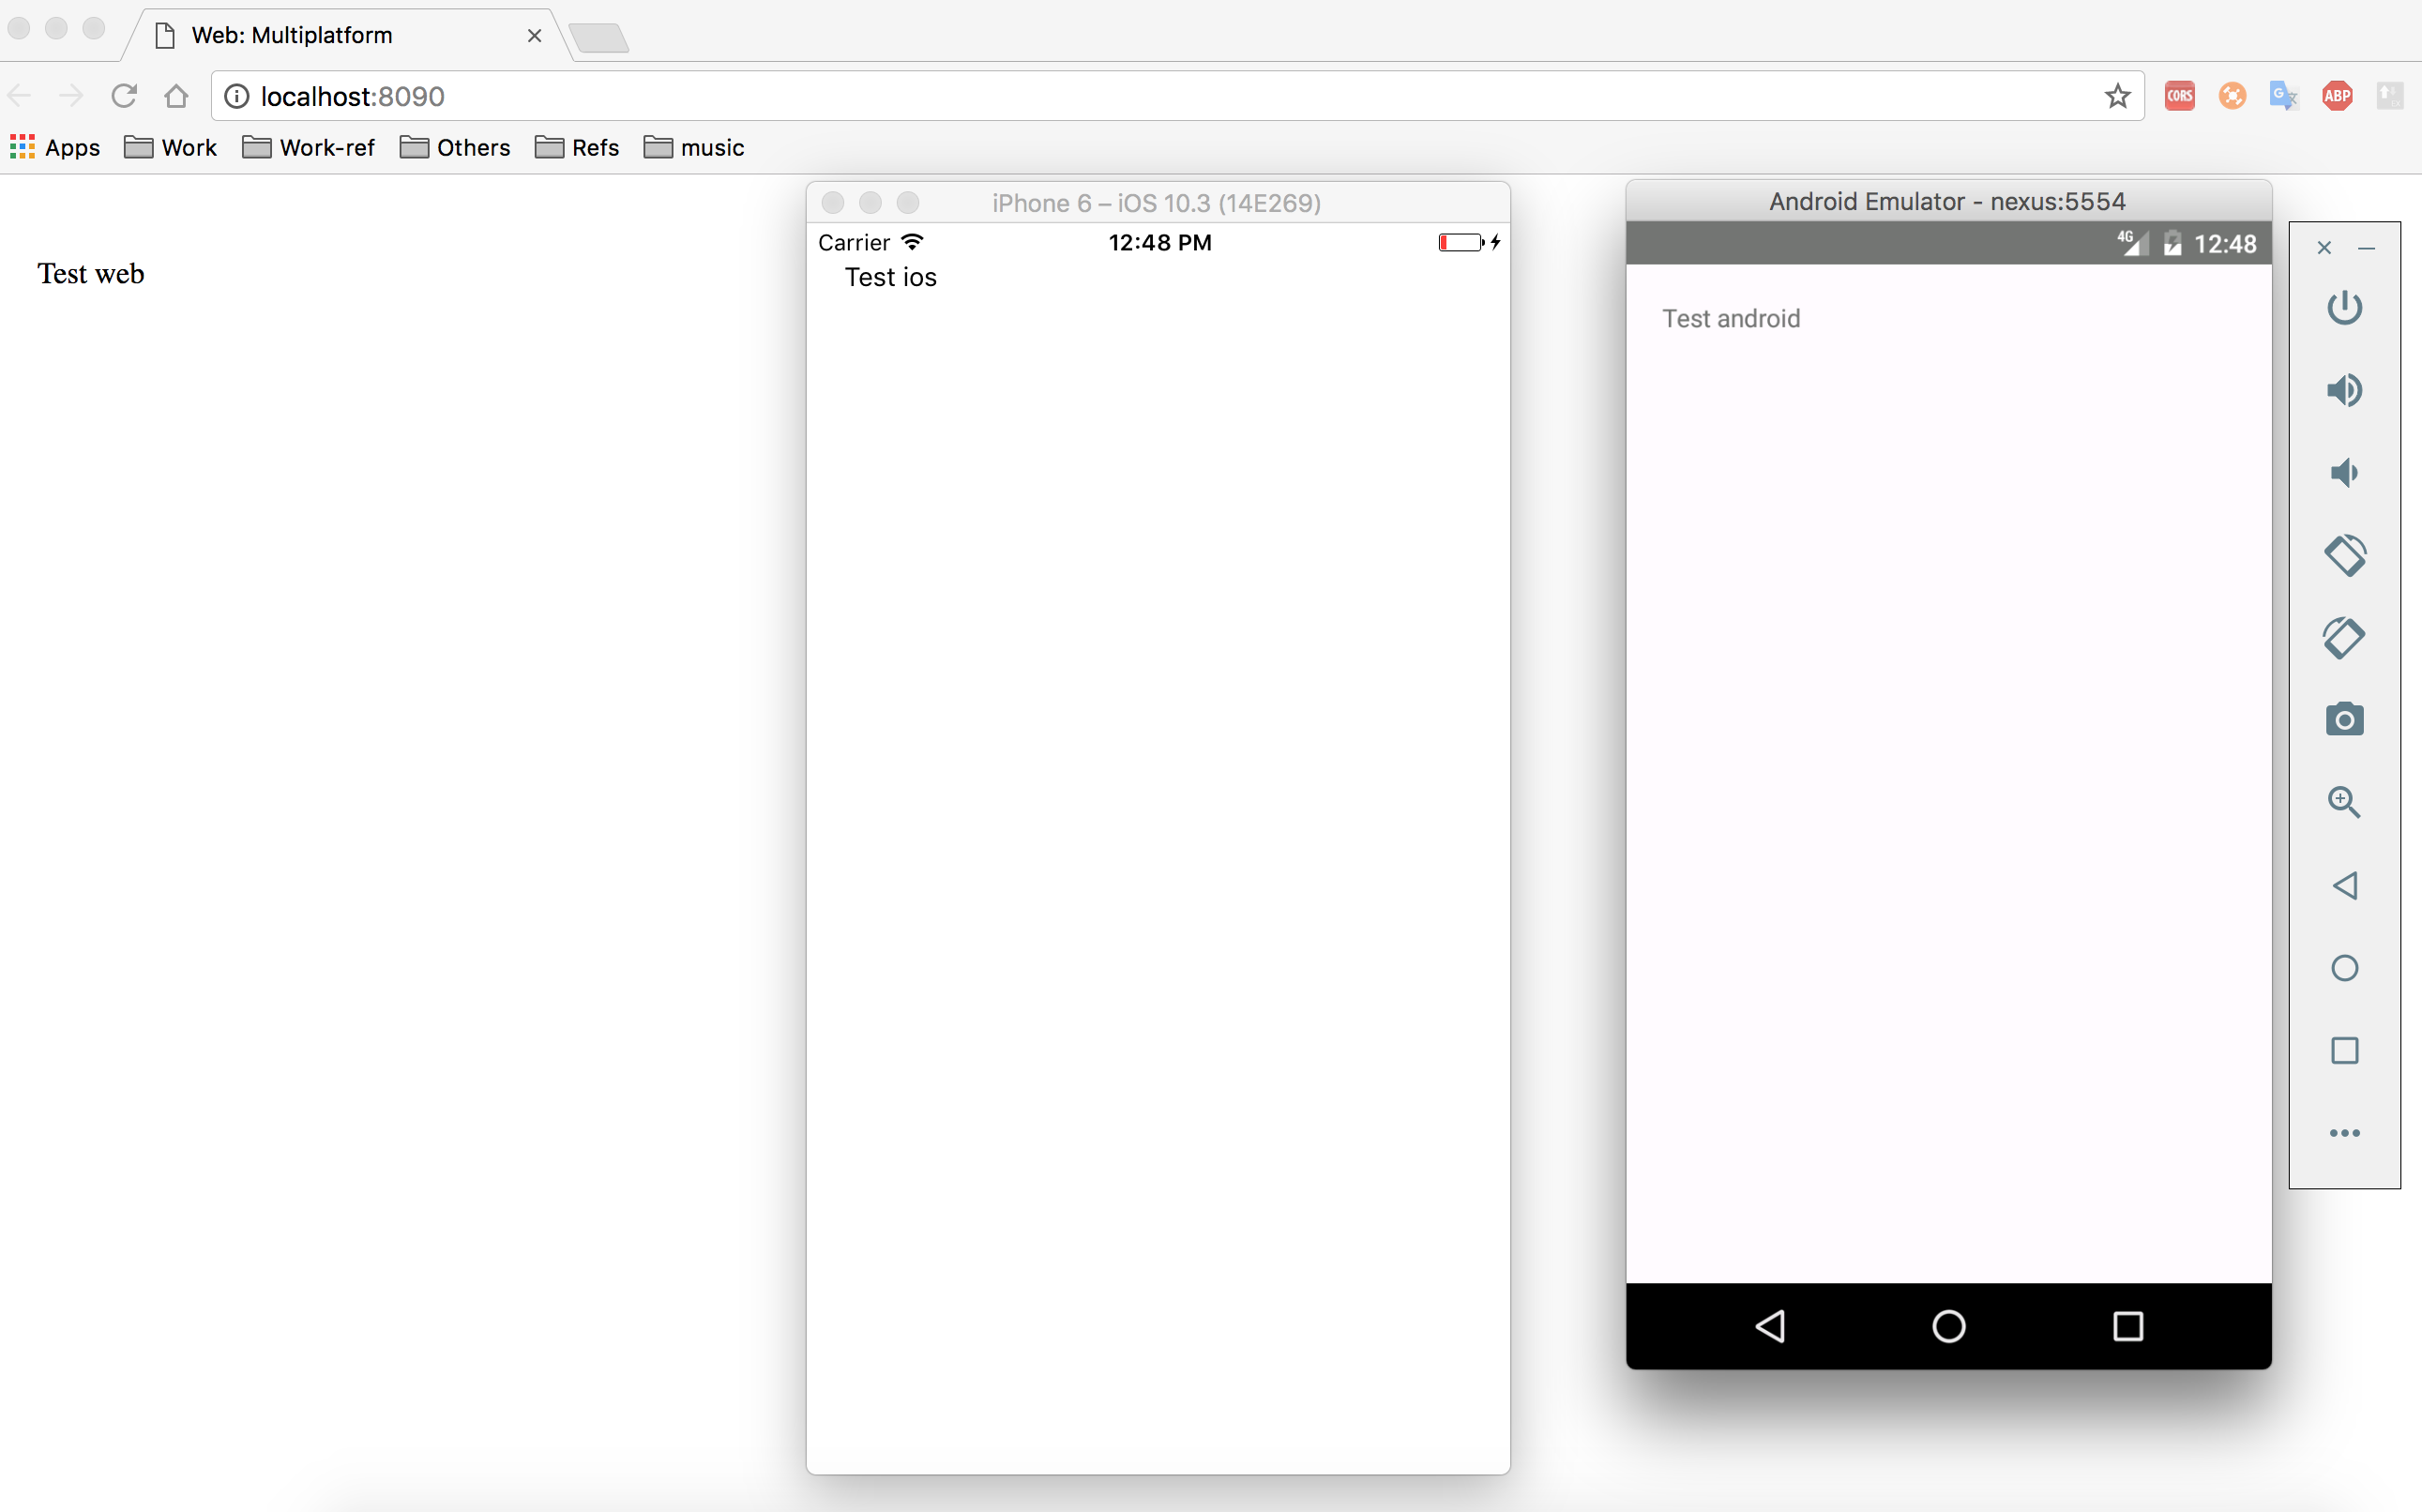 Web: Multiplatform
localhost:8090
CORS
G
ABP
Apps Work Work-ref Others Refs music
Test web
iPhone 6 – iOS 10.3 (14E269)
Carrier 12:48 PM
Test ios
Android Emulator - nexus:5554
4G 12:48
Test android